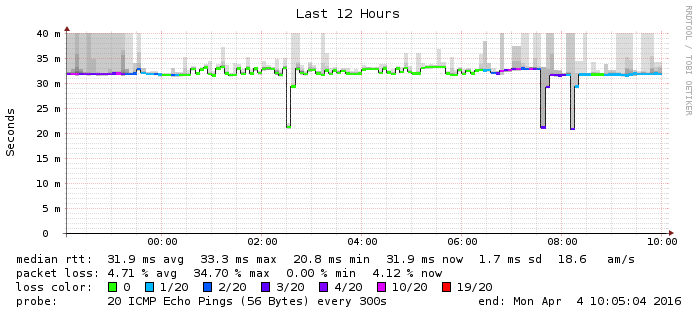 Last 12 Hours
RRDTOOL / TOBI OETIKER
Seconds
40 m
35 m
30 m
25 m
20 m
15 m
10 m
5 m
0
00:00 02:00 04:00 06:00 08:00 10:00
median rtt: 31.9 ms avg 33.3 ms max 20.8 ms min 31.9 ms now 1.7 ms sd 18.6 am/s
packet loss: 4.71 % avg 34.70 % max 0.00 % min 4.12 % now
loss color: 0 1/20 2/20 3/20 4/20 10/20 19/20
probe: 20 ICMP Echo Pings (56 Bytes) every 300s end: Mon Apr 4 10:05:04 2016